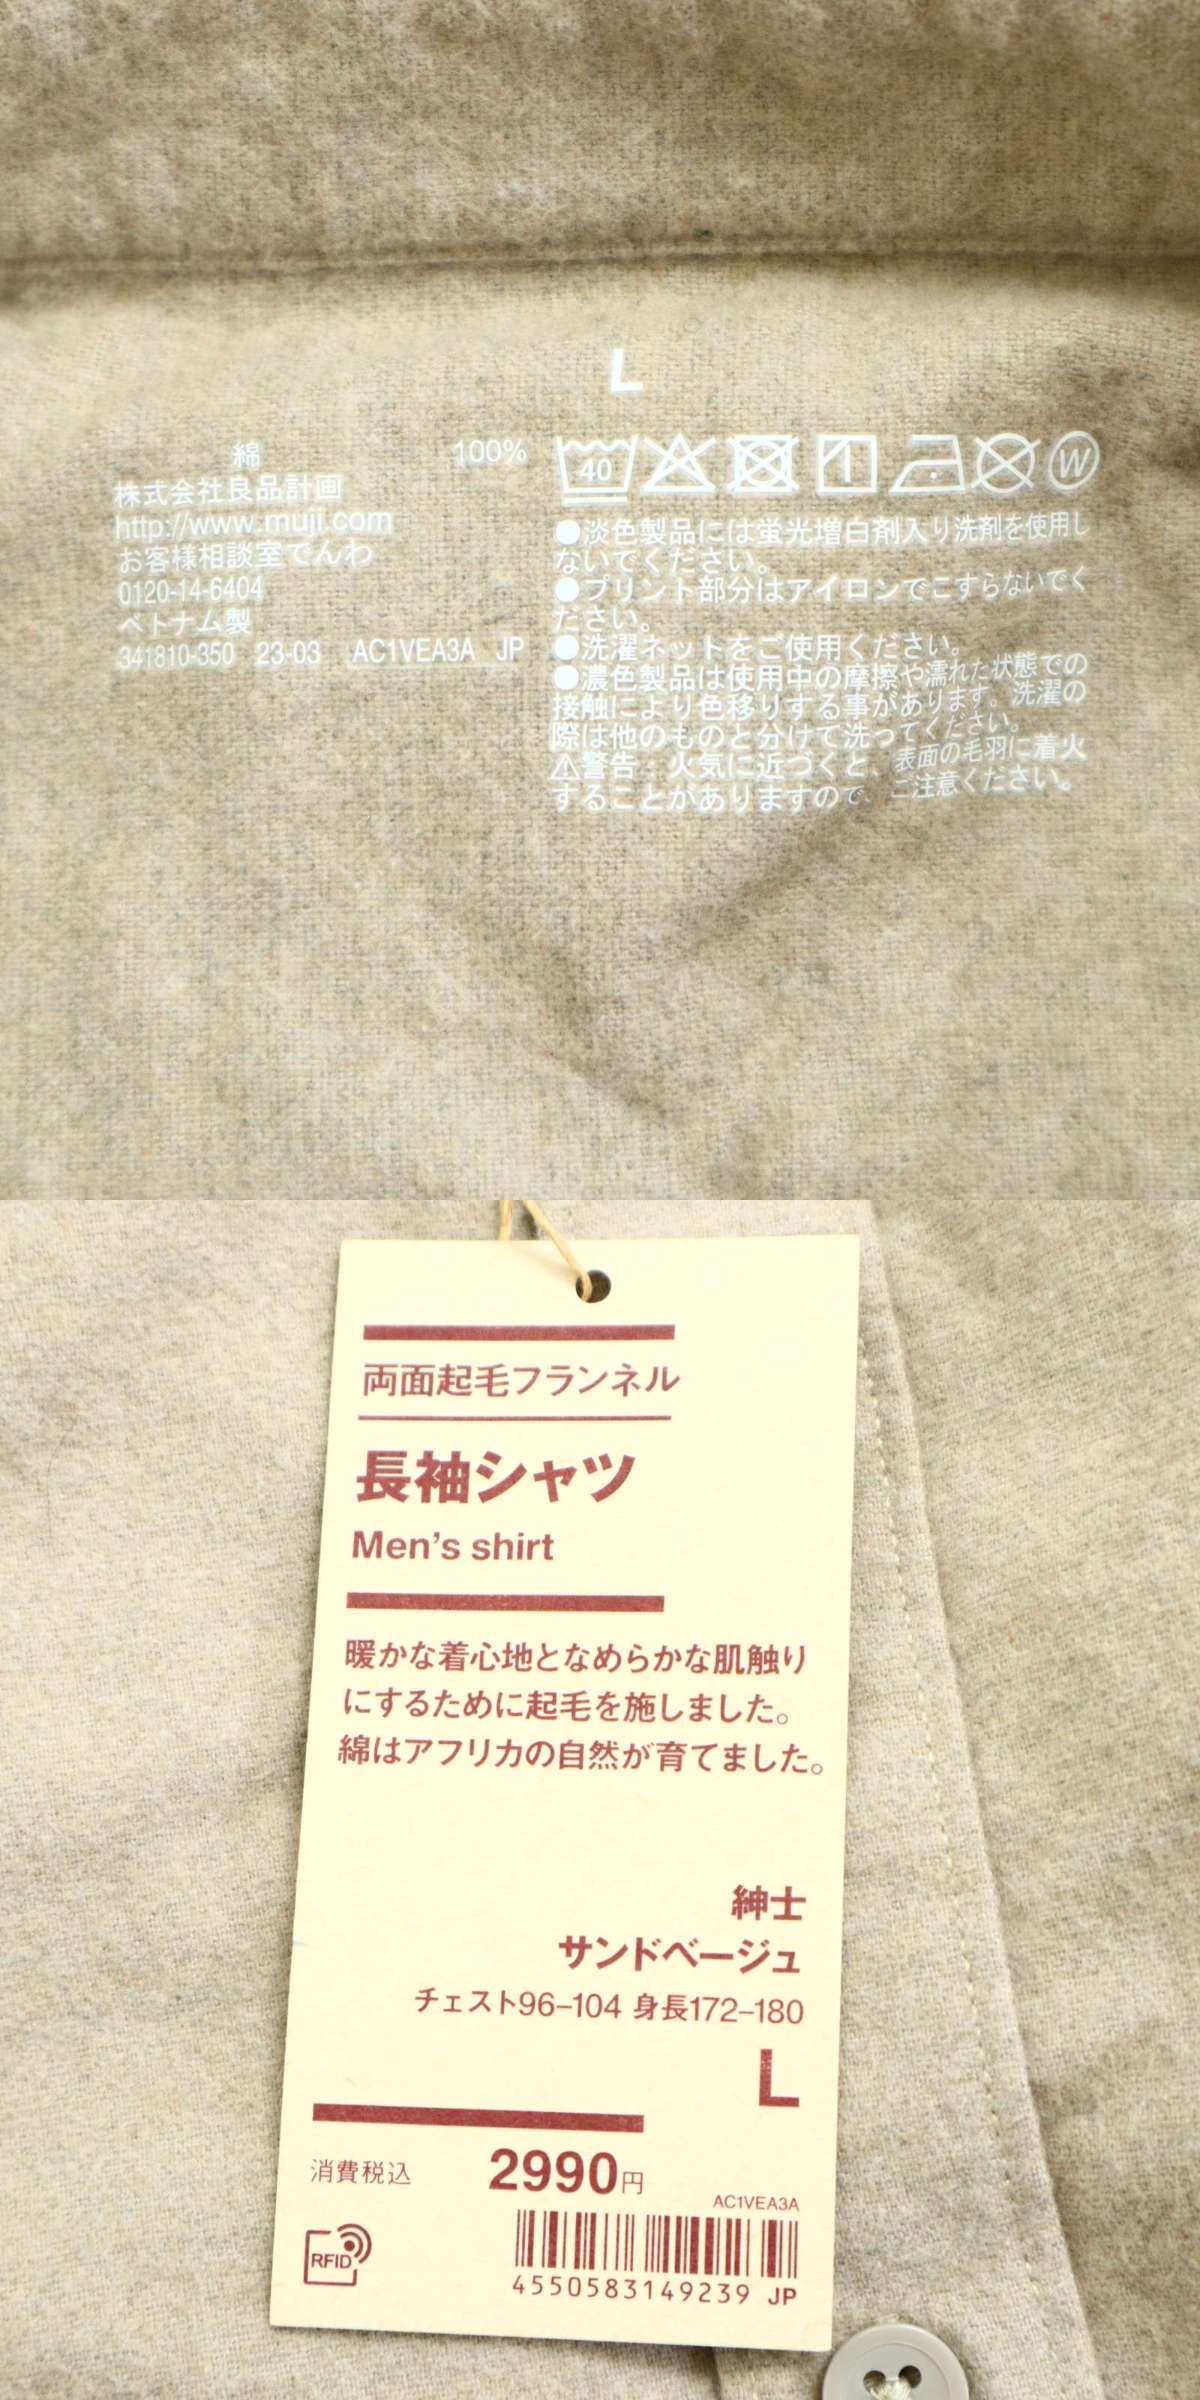 L
綿 100%
株式会社良品計画
http://www.muji.com
お客様相談室でんわ
0120-14-6404
ベトナム製
341810-350 23-03 AC1VEA3A JP
40
W
●淡色製品には蛍光増白剤入り洗剤を使用し
ないでください。
●プリント部分はアイロンでこすらないでく
ださい。
●洗濯ネットをご使用ください。
●濃色製品は使用中の摩擦や濡れた状態での
接触により色移りする事があります。洗濯の
際は他のものと分けて洗ってください。
⚠警告：火気に近づくと、表面の毛羽に着火
することがありますので、ご注意ください。
両面起毛フランネル
長袖シャツ
Men's shirt
暖かな着心地となめらかな肌触り
にするために起毛を施しました。
綿はアフリカの自然が育てました。
紳士
サンドベージュ
チェスト96-104 身長172-180
L
消費税込 2990円
AC1VEA3A
RFID
4550583149239 JP